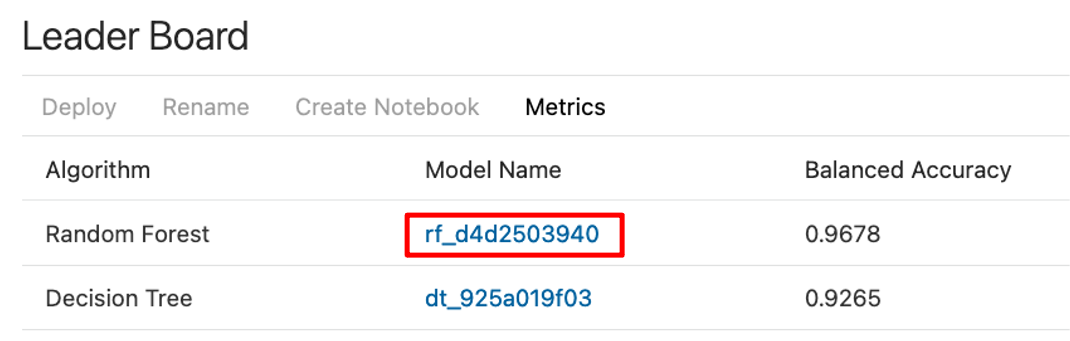 Leader Board
Deploy Rename Create Notebook Metrics
Algorithm Model Name Balanced Accuracy
Random Forest rf_d4d2503940 0.9678
Decision Tree dt_925a019f03 0.9265